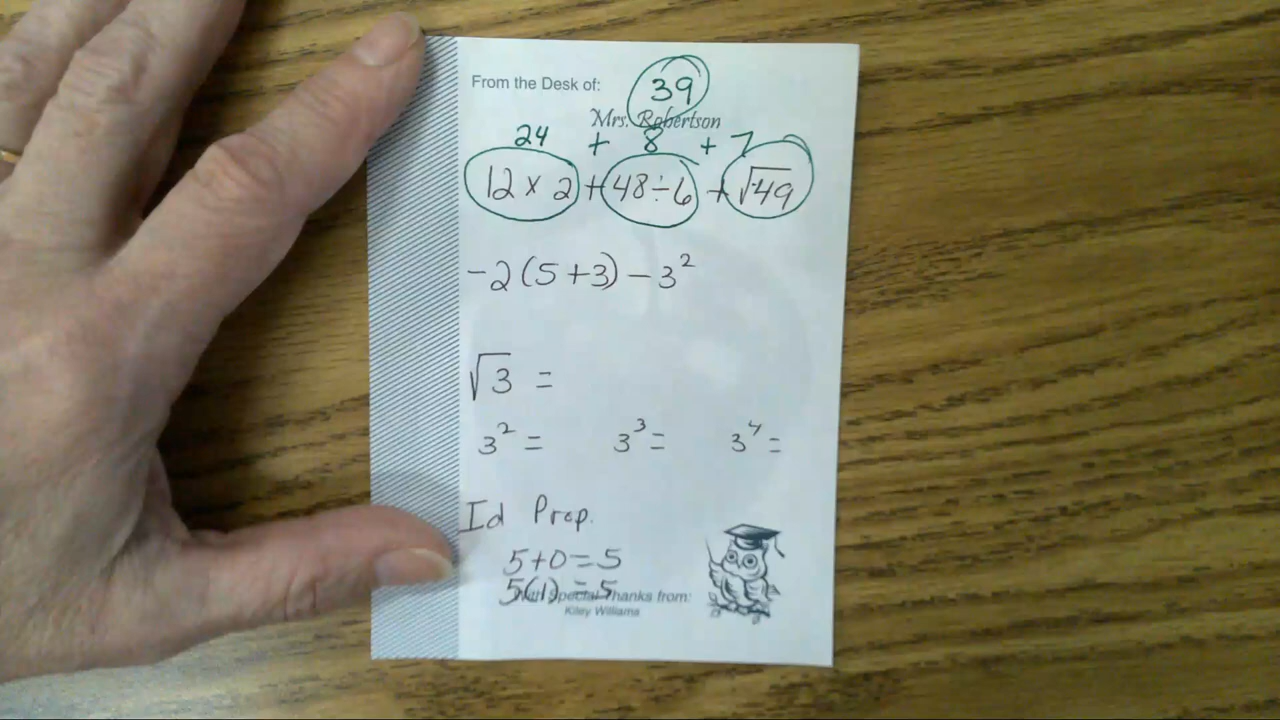 From the Desk of: 39
Mrs. Robertson
24 + 8 + 7
12 × 2 + 48 ÷ 6 + √49
-2(5+3) - 3²
√3 =
3² = 3³ = 3⁴ =
Id Prop.
5+0=5
5(1)=5
With Special Thanks from:
Kiley Williams